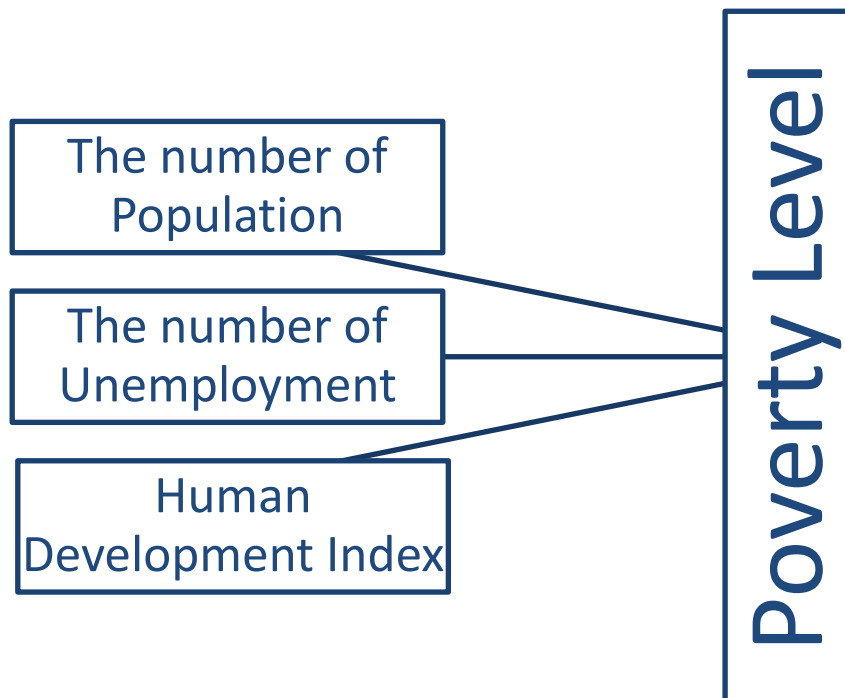 The number of
Population
The number of
Unemployment
Human
Development Index
Poverty Level